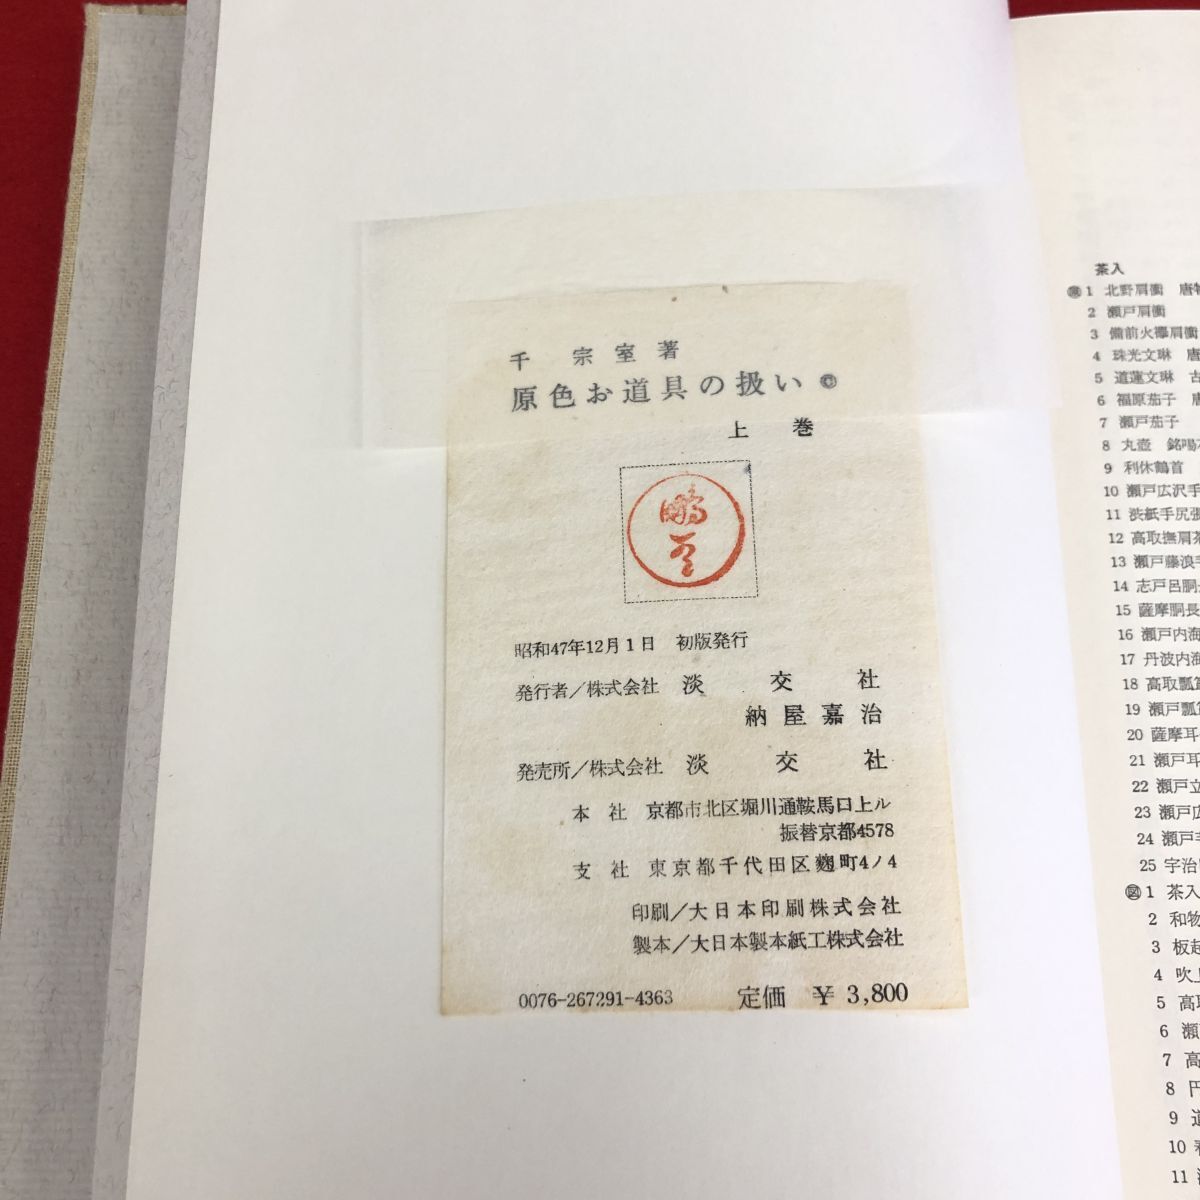 千 宗 室 著
原色お道具の扱い ©
上 巻
昭和47年12月1日 初版発行
発行者/株式会社 淡 交 社
納 屋 嘉 治
発売所/株式会社 淡 交 社
本 社 京都市北区堀川通鞍馬口上ル
振替京都4578
支 社 東京都千代田区麴町4ノ4
印刷/大日本印刷株式会社
製本/大日本製本紙工株式会社
0076-267291-4363 定価 ¥3,800
茶入
1 北野肩衝 唐物
2 瀬戸肩衝
3 備前火襷肩衝
4 珠光文琳 唐
5 道蓮文琳 古
6 福原茄子 唐
7 瀬戸茄子
8 丸壺 銘
9 利休鶴首
10 瀬戸広沢手
11 渋紙手尻張
12 高取撫肩茶
13 瀬戸藤浪手
14 志戸呂胴
15 薩摩胴長
16 瀬戸内海
17 丹波内海
18 高取瓢
19 瀬戸瓢
20 薩摩耳
21 瀬戸耳
22 瀬戸立
23 瀬戸広
24 瀬戸
25 宇治
図1 茶入
2 和物
3 板起
4 吹上
5 高取
6 瀬
7 高
8 円
9 道
10
11